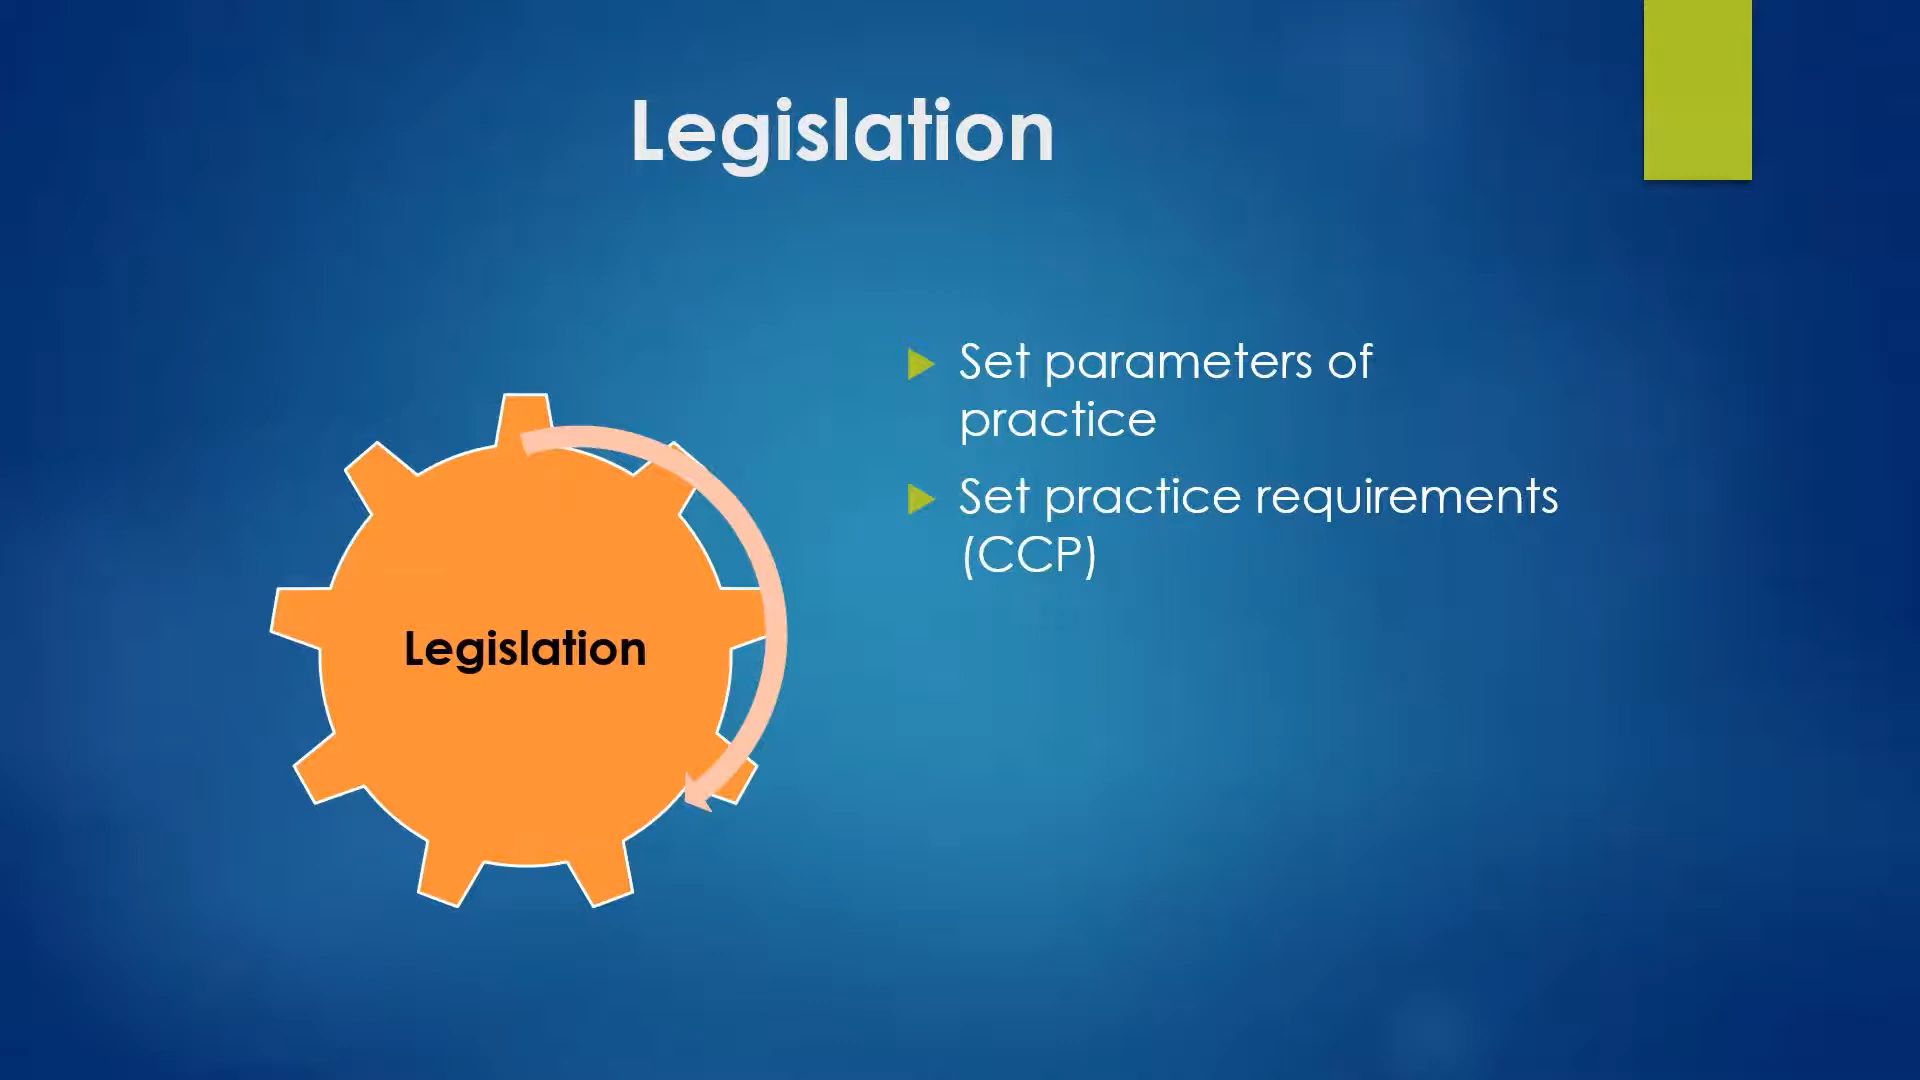 Legislation
Set parameters of
practice
Set practice requirements
(CCP)
Legislation